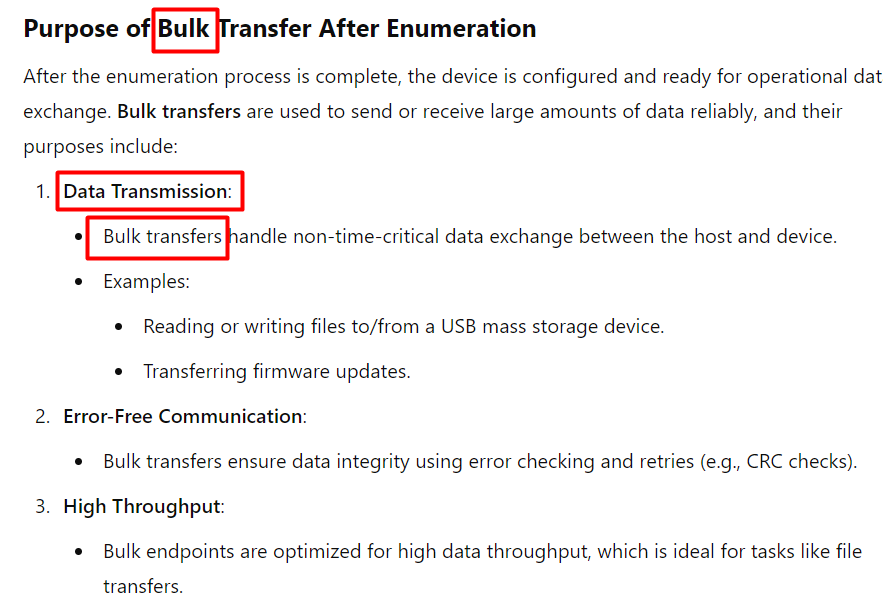 Purpose of Bulk Transfer After Enumeration
After the enumeration process is complete, the device is configured and ready for operational dat
exchange. Bulk transfers are used to send or receive large amounts of data reliably, and their
purposes include:
1. Data Transmission:
• Bulk transfers handle non-time-critical data exchange between the host and device.
• Examples:
• Reading or writing files to/from a USB mass storage device.
• Transferring firmware updates.
2. Error-Free Communication:
• Bulk transfers ensure data integrity using error checking and retries (e.g., CRC checks).
3. High Throughput:
• Bulk endpoints are optimized for high data throughput, which is ideal for tasks like file
transfers.